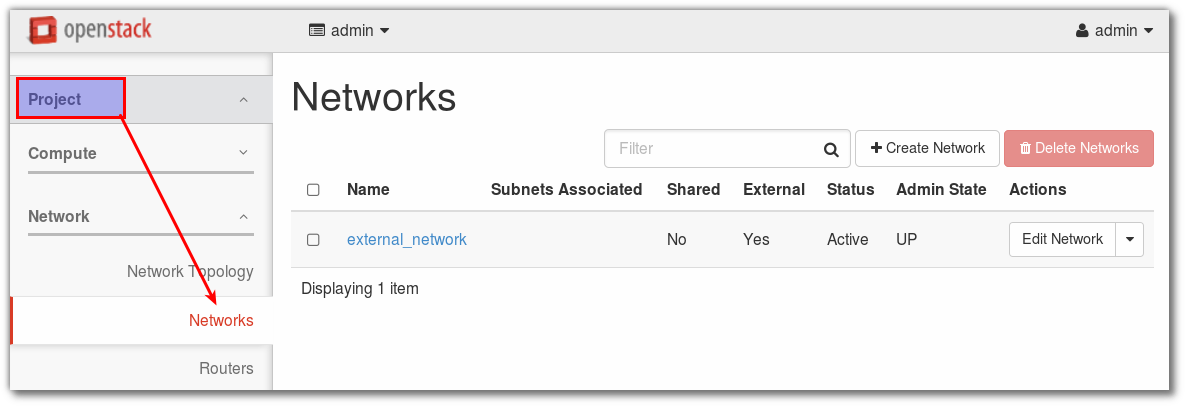 openstack
admin
admin
Project
Compute
Network
Network Topology
Networks
Routers
Networks
Filter
Create Network
Delete Networks
Name Subnets Associated Shared External Status Admin State Actions
external_network No Yes Active UP Edit Network
Displaying 1 item